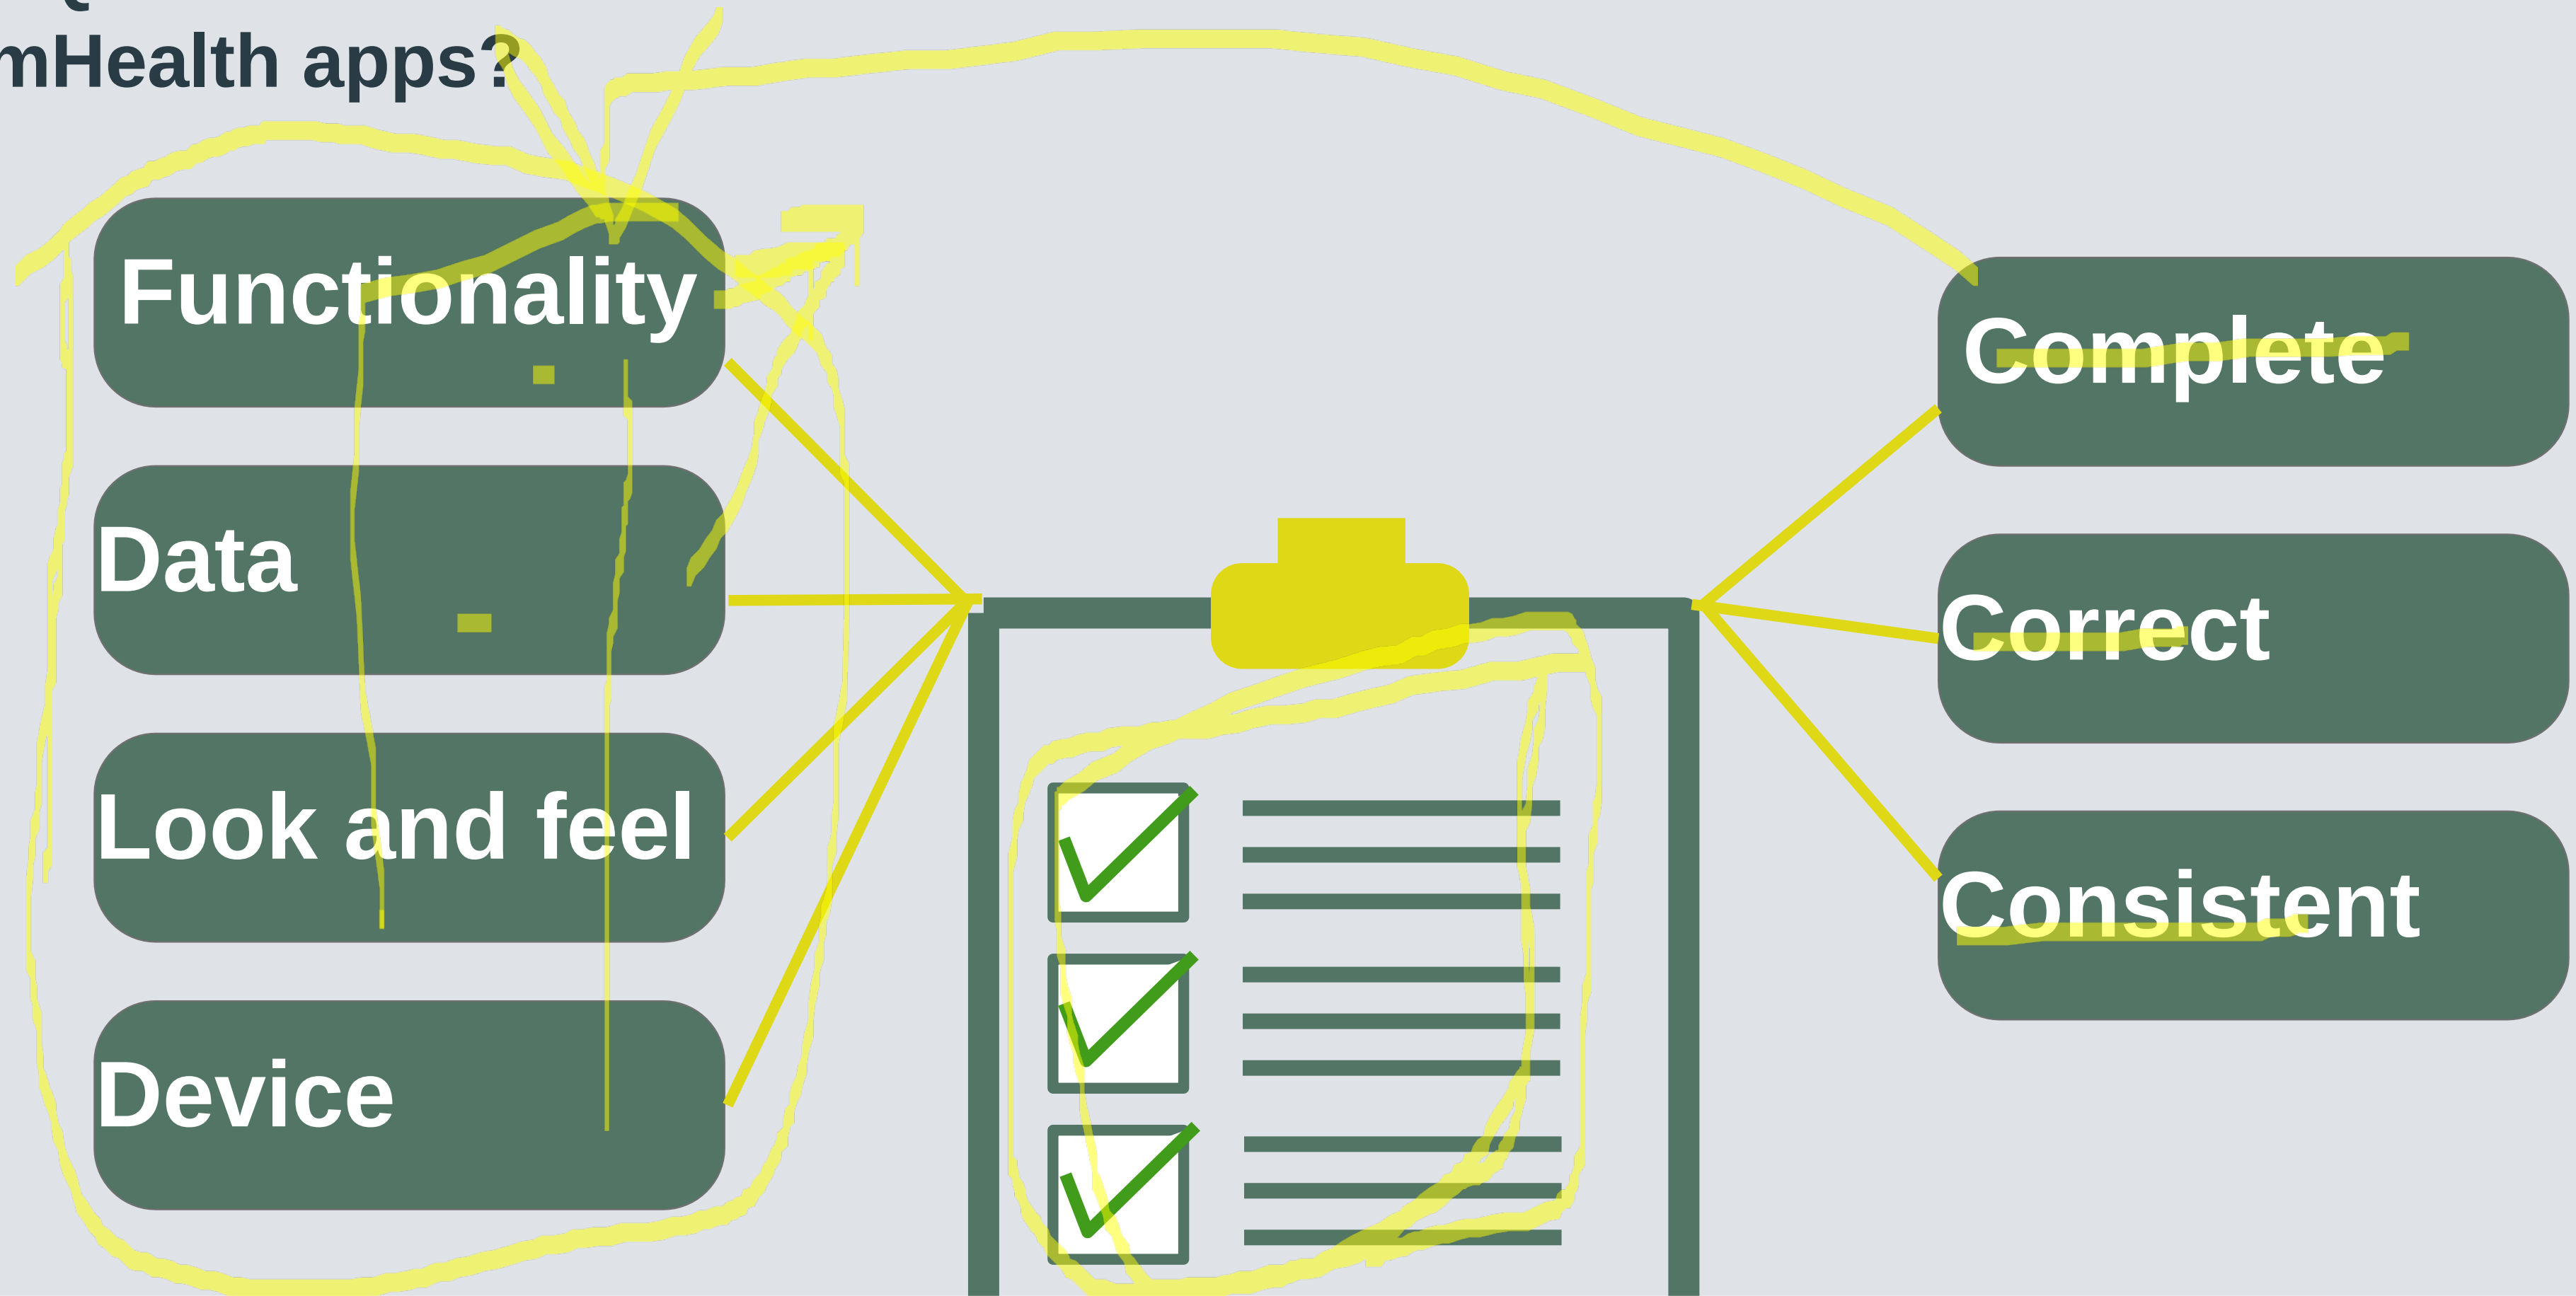 mHealth apps?
Functionality
Data
Look and feel
Device
Complete
Correct
Consistent